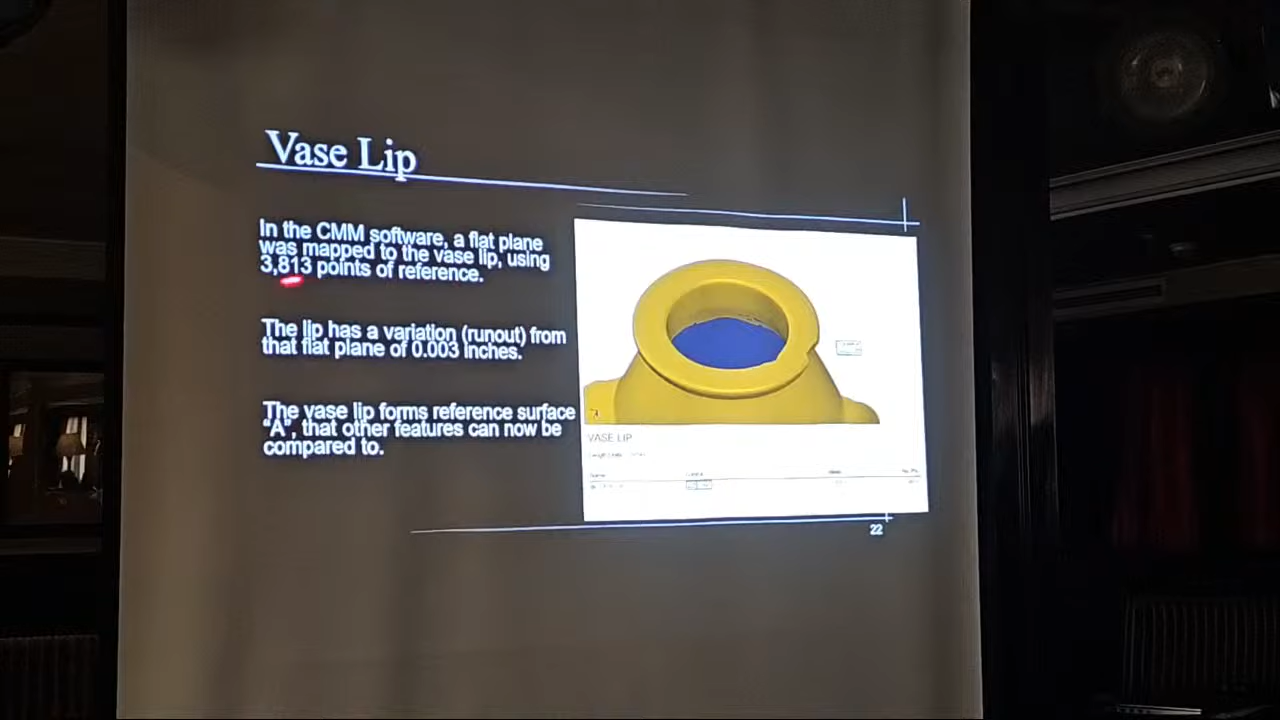 Vase Lip
In the CMM software, a flat plane
was mapped to the vase lip, using
3,813 points of reference.
The lip has a variation (runout) from
that flat plane of 0.003 inches.
The vase lip forms reference surface
“A”, that other features can now be
compared to.
VASE LIP
22